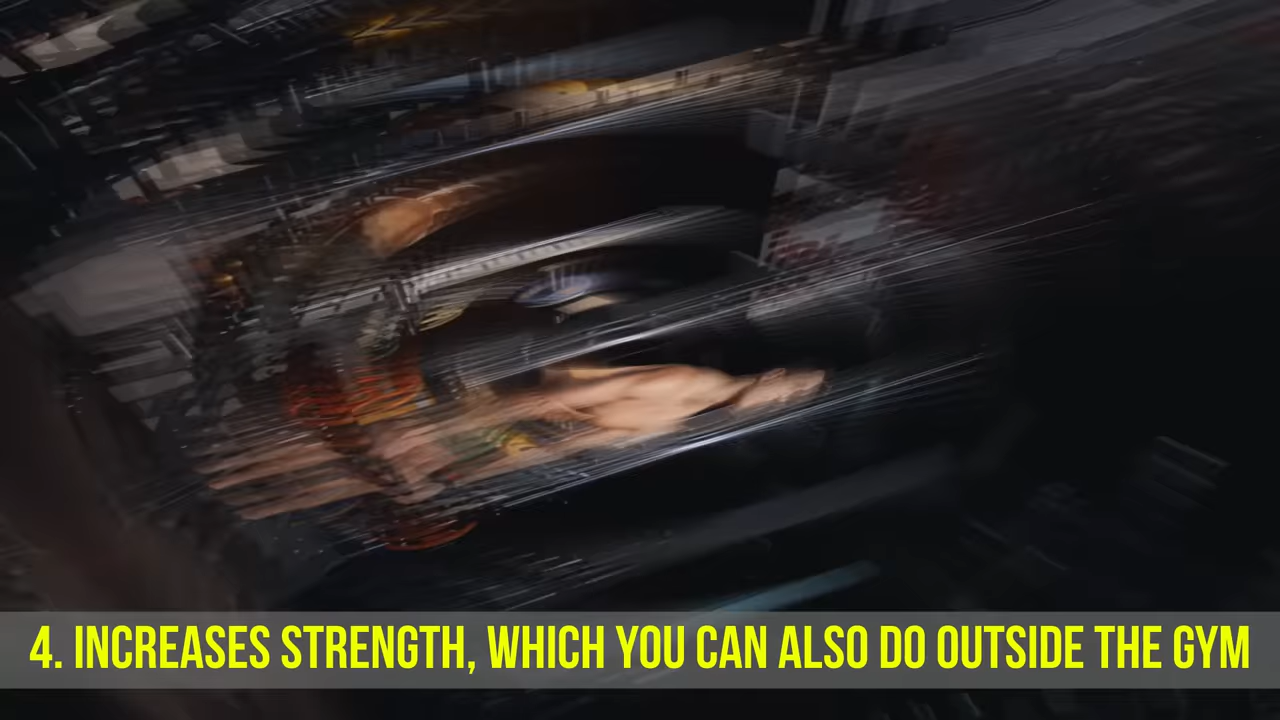 4. INCREASES STRENGTH, WHICH YOU CAN ALSO DO OUTSIDE THE GYM